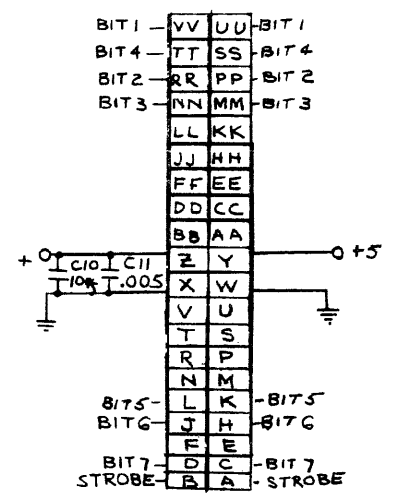 BIT 1 VV UU BIT 1
BIT 4 TT SS BIT 4
BIT 2 RR PP BIT 2
BIT 3 NN MM BIT 3
LL KK
JJ HH
FF EE
DD CC
BB AA
+ Z Y +5
C10 C11
10 .005 X W
V U
T S
R P
N M
BIT 5 L K BIT 5
BIT 6 J H BIT 6
F E
BIT 7 D C BIT 7
STROBE B A STROBE